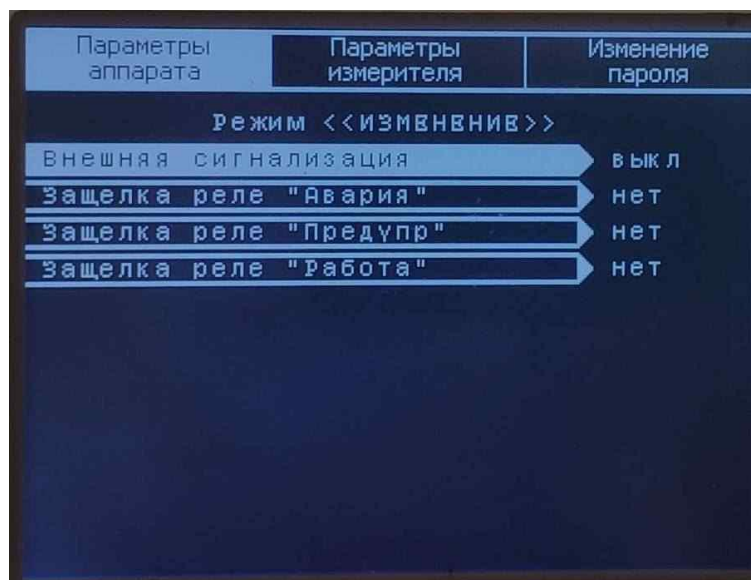 Параметры аппарата
Параметры измерителя
Изменение пароля
Режим <<ИЗМЕНЕНИЕ>>
Внешняя сигнализация выкл
Защелка реле "Авария" нет
Защелка реле "Предупр" нет
Защелка реле "Работа" нет